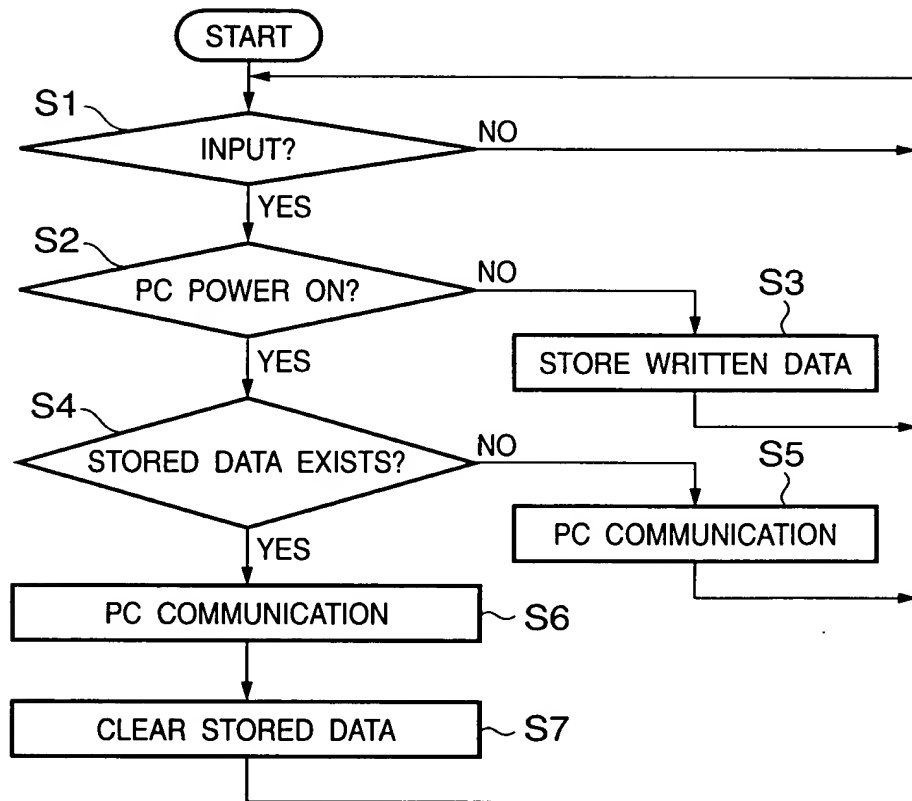 START
S1
INPUT?
NO
YES
S2
PC POWER ON?
NO
S3
STORE WRITTEN DATA
YES
S4
STORED DATA EXISTS?
NO
S5
PC COMMUNICATION
YES
PC COMMUNICATION
S6
CLEAR STORED DATA
S7